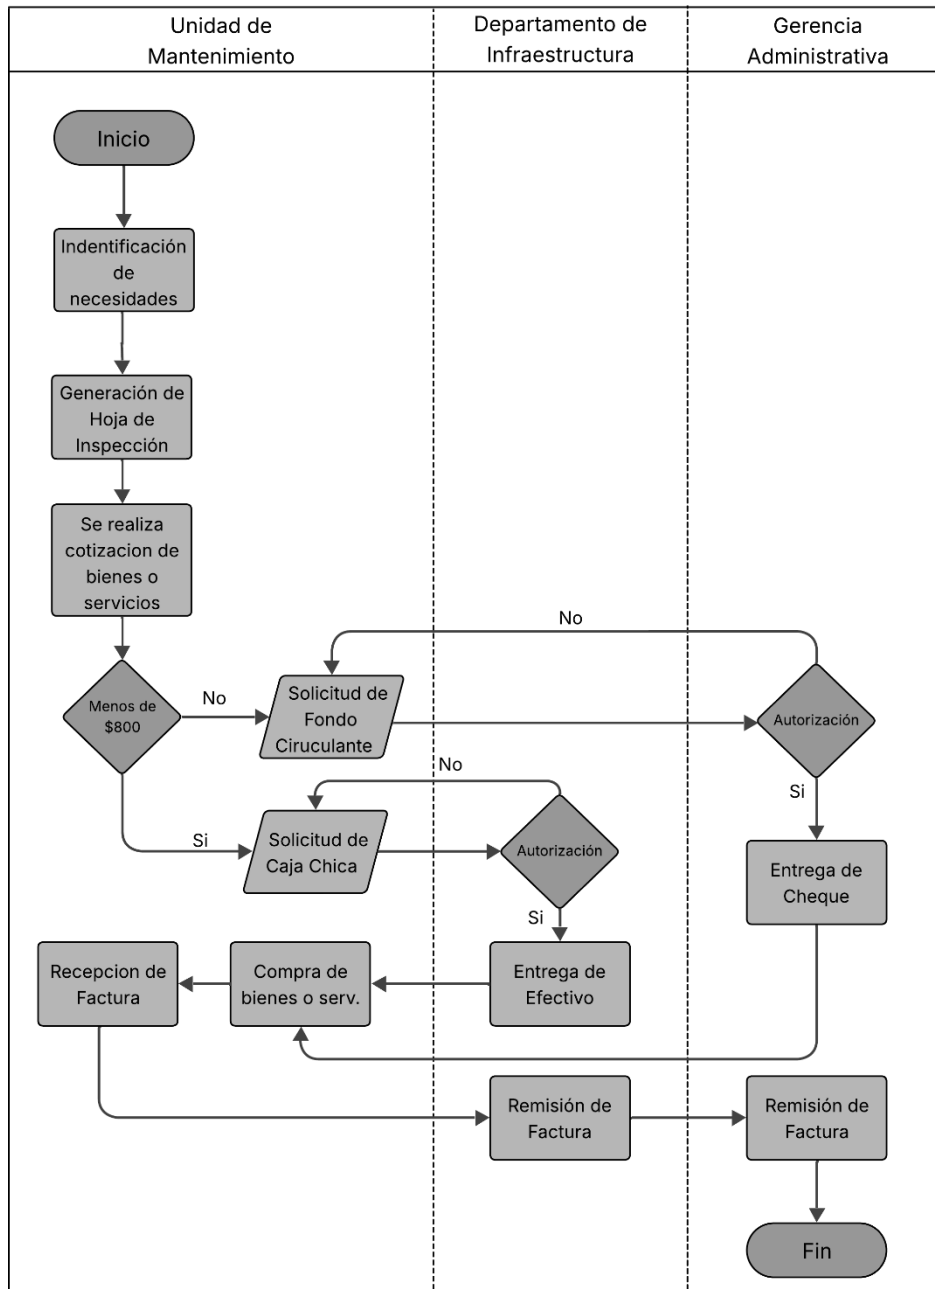 Unidad de
Mantenimiento
Departamento de
Infraestructura
Gerencia
Administrativa
Inicio
Indentificación
de
necesidades
Generación de
Hoja de
Inspección
Se realiza
cotizacion de
bienes o
servicios
No
Menos de
$800
No
Solicitud de
Fondo
Ciruculante
Autorización
No
Si
Si
Solicitud de
Caja Chica
Autorización
Entrega de
Cheque
Si
Recepcion de
Factura
Compra de
bienes o serv.
Entrega de
Efectivo
Remisión de
Factura
Remisión de
Factura
Fin